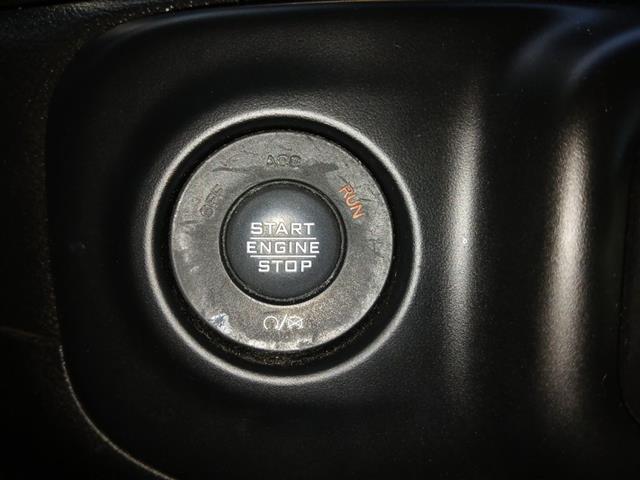 ACC
OFF
RUN
START
ENGINE
STOP